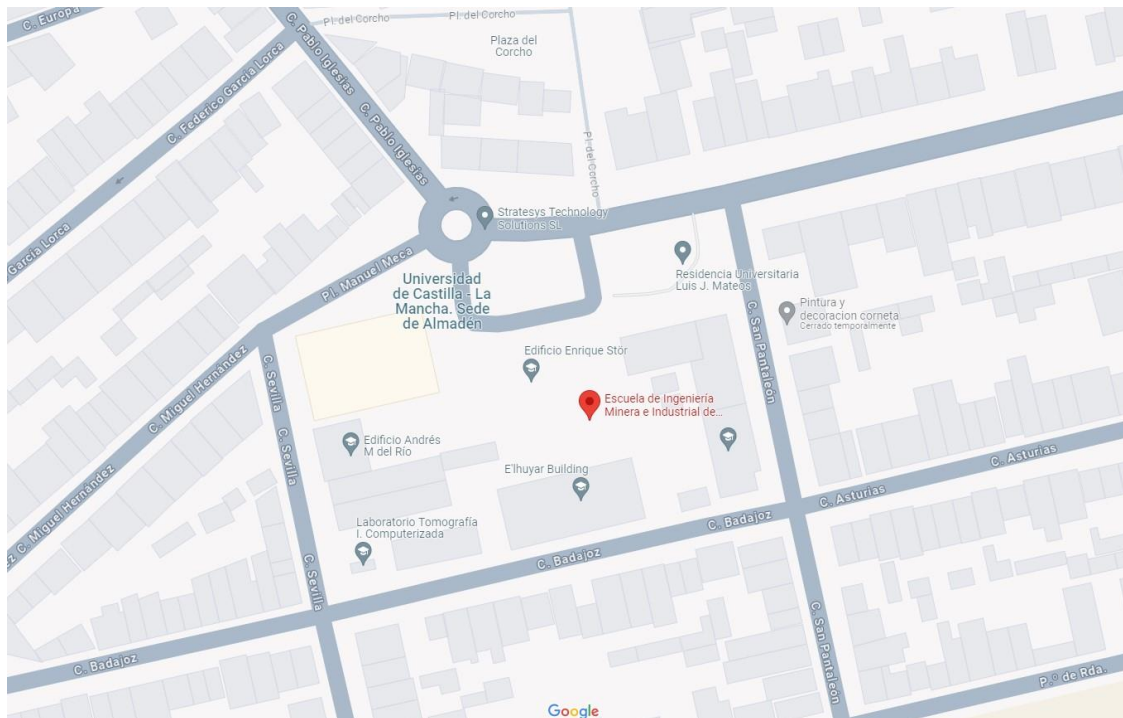 C. Europa
Pl. del Corcho
Pl. del Corcho
C. Pablo Iglesias
Plaza del
Corcho
C. Federico García Lorca
C. Pablo Iglesias
Pl. del Corcho
Stratesys Technology
Solutions SL
García Lorca
Pl. Manuel Meca
Universidad
de Castilla - La
Mancha. Sede
de Almadén
Residencia Universitaria
Luis J. Mateos
Pintura y
decoracion corneta
Cerrado temporalmente
C. San Pantaleón
Edificio Enrique Stör
C. Miguel Hernández
C. Sevilla
Escuela de Ingeniería
Minera e Industrial de...
Edificio Andrés
M del Río
C. Sevilla
E'lhuyar Building
C. Asturias
C. Asturias
C. Miguel Hernández
Laboratorio Tomografía
I. Computerizada
C. Badajoz
C. Badajoz
C. Sevilla
C. San Pantaleón
C. Badajoz
P.º de Rda.
Google